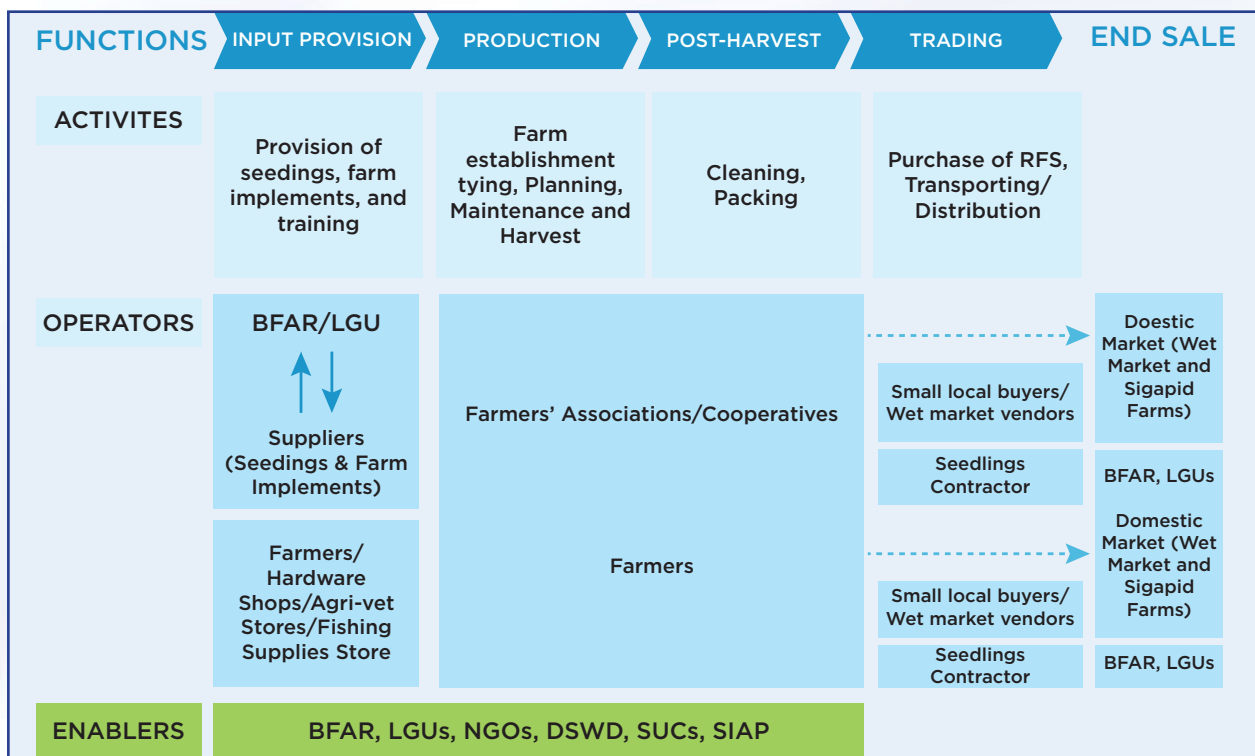 FUNCTIONS
INPUT PROVISION
PRODUCTION
POST-HARVEST
TRADING
END SALE
ACTIVITES
Provision of
seedings, farm
implements, and
training
Farm
establishment
tying, Planning,
Maintenance and
Harvest
Cleaning,
Packing
Purchase of RFS,
Transporting/
Distribution
OPERATORS
BFAR/LGU
Suppliers
(Seedings & Farm
Implements)
Farmers/
Hardware
Shops/Agri-vet
Stores/Fishing
Supplies Store
Farmers' Associations/Cooperatives
Farmers
Small local buyers/
Wet market vendors
Seedlings
Contractor
Small local buyers/
Wet market vendors
Seedlings
Contractor
Doestic
Market (Wet
Market and
Sigapid
Farms)
BFAR, LGUs
Domestic
Market (Wet
Market and
Sigapid
Farms)
BFAR, LGUs
ENABLERS
BFAR, LGUs, NGOs, DSWD, SUCs, SIAP